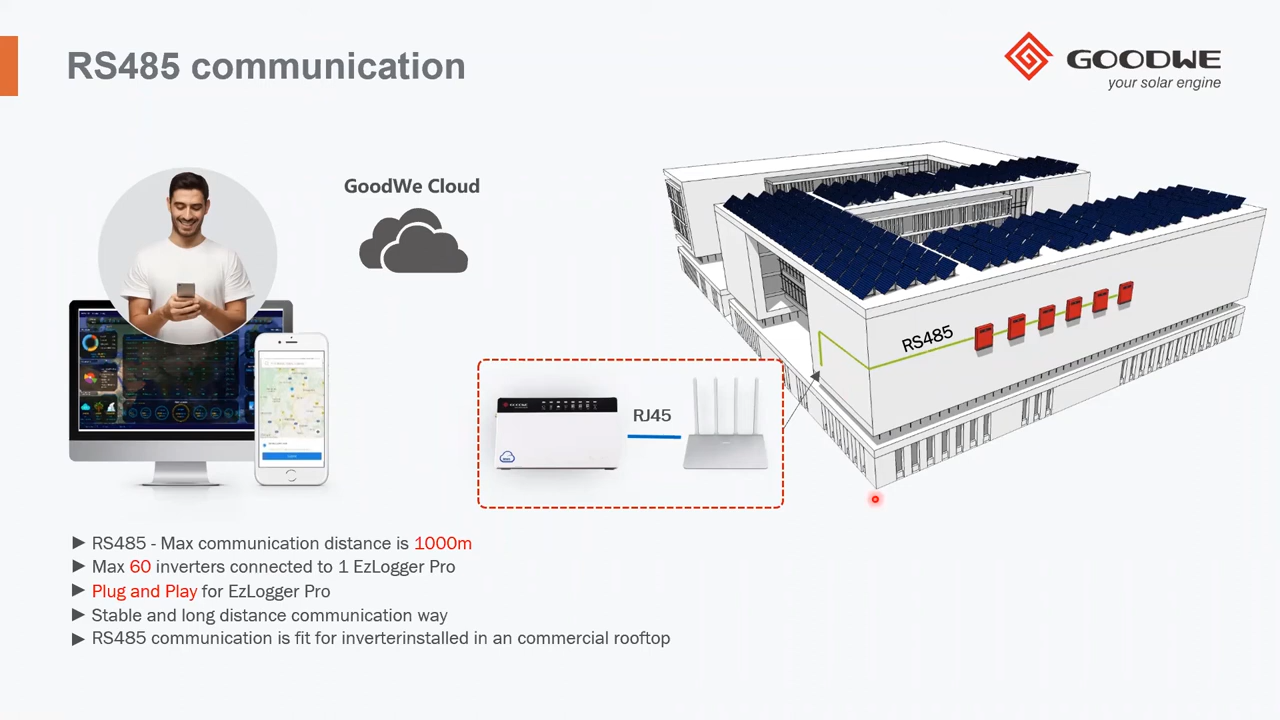 RS485 communication
GOODWE
your solar engine
GoodWe Cloud
RS485
RJ45
GOODWE
▶ RS485 - Max communication distance is 1000m
▶ Max 60 inverters connected to 1 EzLogger Pro
▶ Plug and Play for EzLogger Pro
▶ Stable and long distance communication way
▶ RS485 communication is fit for inverterinstalled in an commercial rooftop